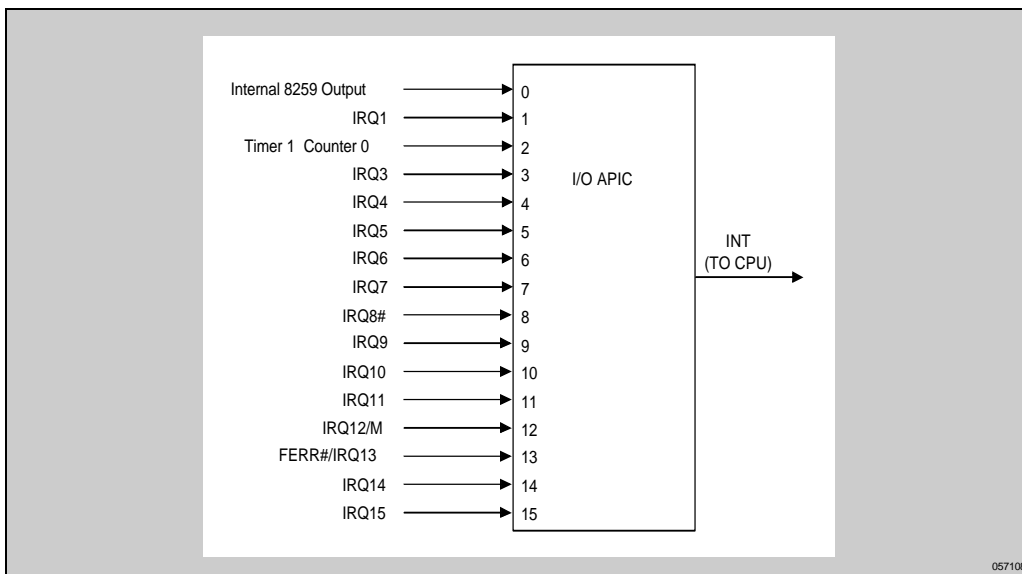 Internal 8259 Output 0
IRQ1 1
Timer 1 Counter 0 2
IRQ3 3
I/O APIC
IRQ4 4
IRQ5 5
INT
(TO CPU)
IRQ6 6
IRQ7 7
IRQ8# 8
IRQ9 9
IRQ10 10
IRQ11 11
IRQ12/M 12
FERR#/IRQ13 13
IRQ14 14
IRQ15 15